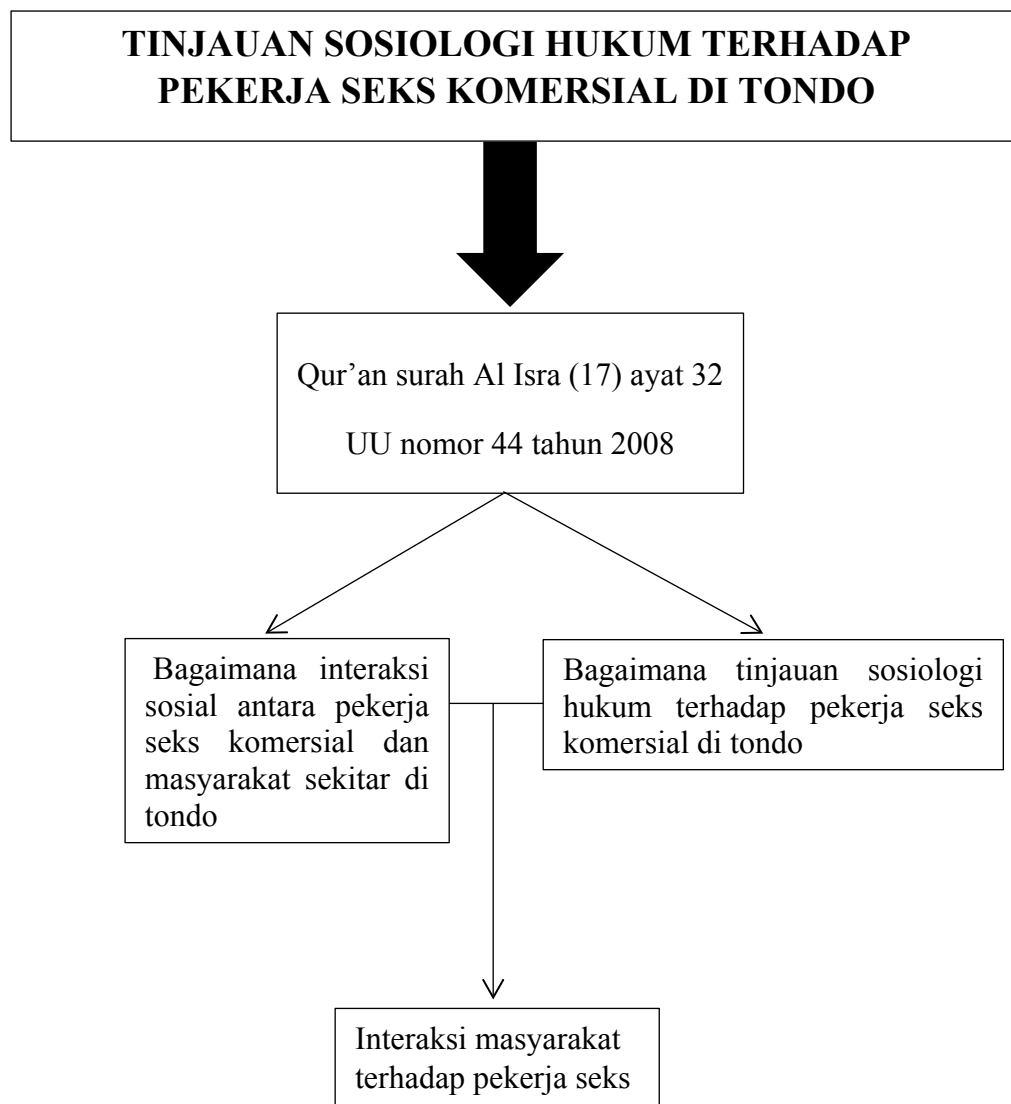 TINJAUAN SOSIOLOGI HUKUM TERHADAP
PEKERJA SEKS KOMERSIAL DI TONDO
Qur’an surah Al Isra (17) ayat 32
UU nomor 44 tahun 2008
Bagaimana interaksi
sosial antara pekerja
seks komersial dan
masyarakat sekitar di
tondo
Bagaimana tinjauan sosiologi
hukum terhadap pekerja seks
komersial di tondo
Interaksi masyarakat
terhadap pekerja seks